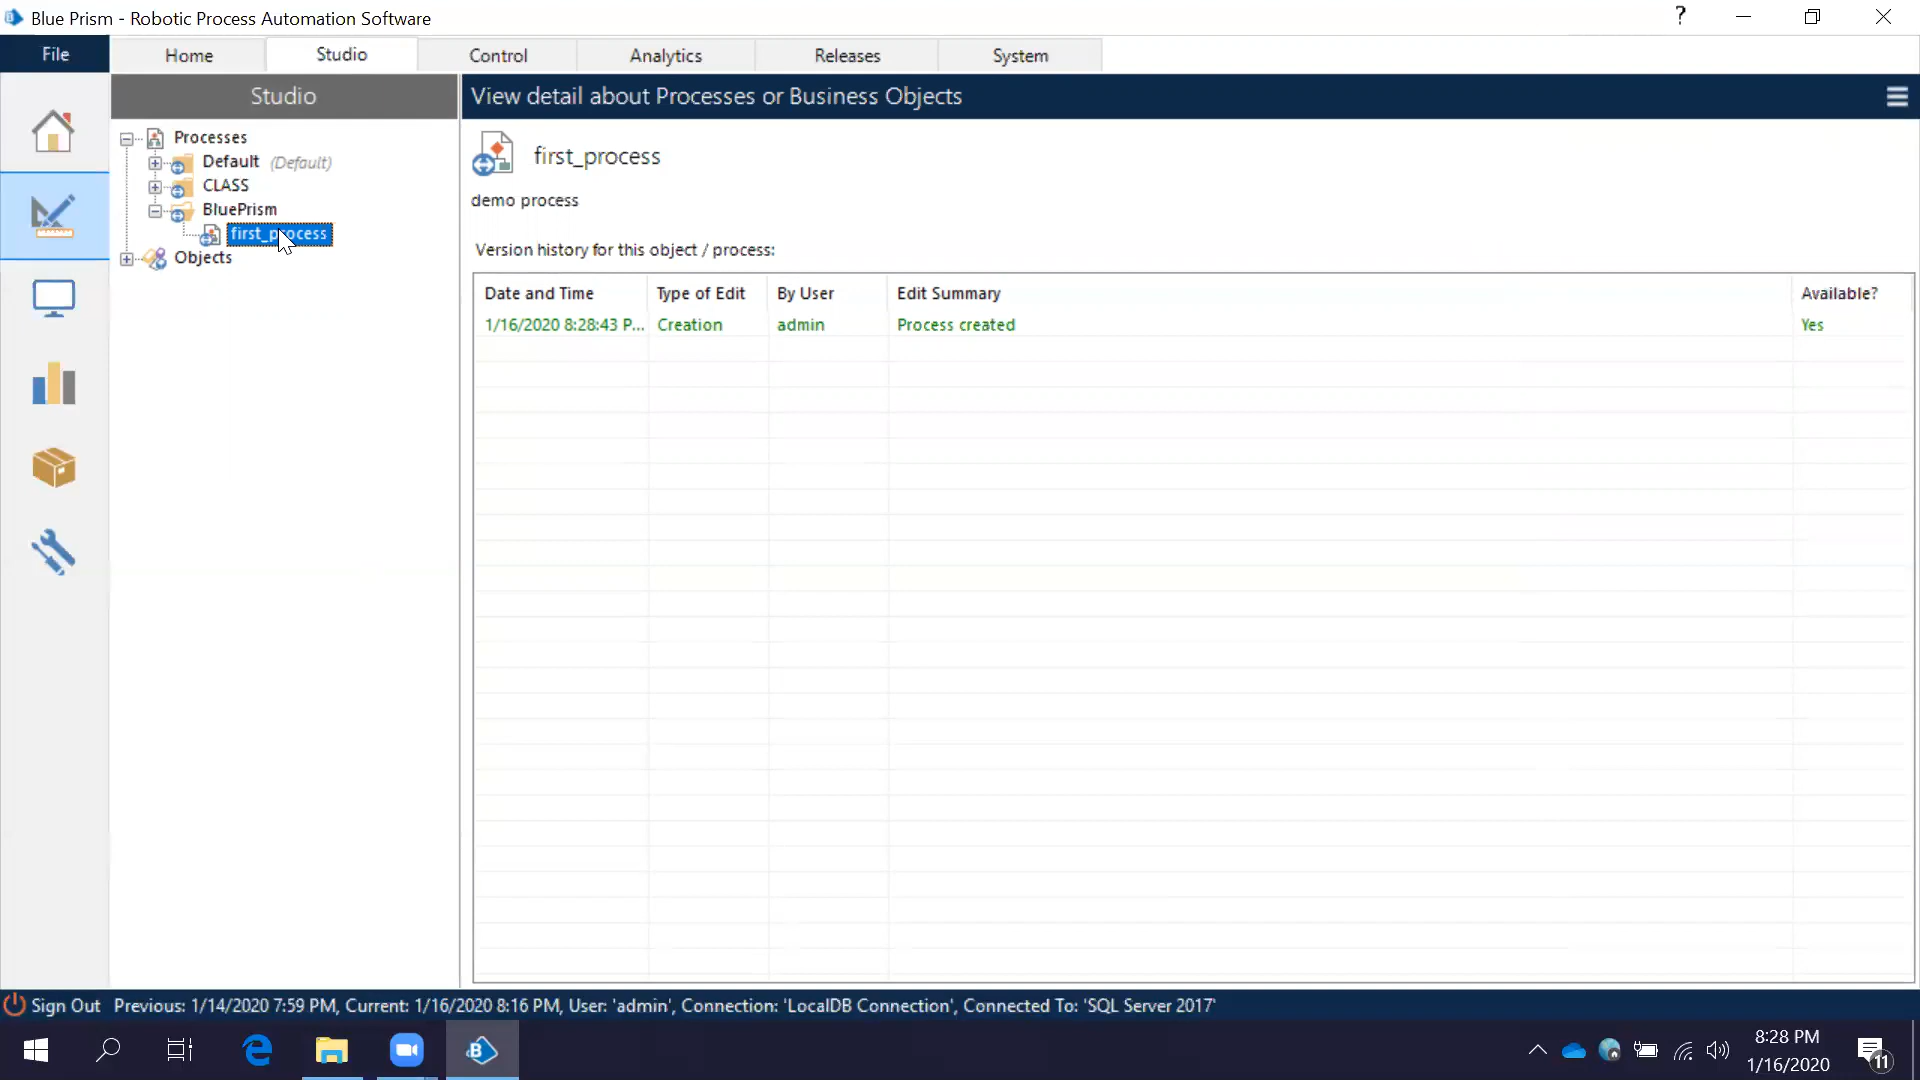 Blue Prism - Robotic Process Automation Software
?
File
Home
Studio
Control
Analytics
Releases
System
Studio
View detail about Processes or Business Objects
Processes
Default (Default)
CLASS
BluePrism
first_process
Objects
first_process
demo process
Version history for this object / process:
Date and Time Type of Edit By User Edit Summary Available?
1/16/2020 8:28:43 P... Creation admin Process created Yes
Sign Out Previous: 1/14/2020 7:59 PM, Current: 1/16/2020 8:16 PM, User: 'admin', Connection: 'LocalDB Connection', Connected To: 'SQL Server 2017'
8:28 PM
1/16/2020
11